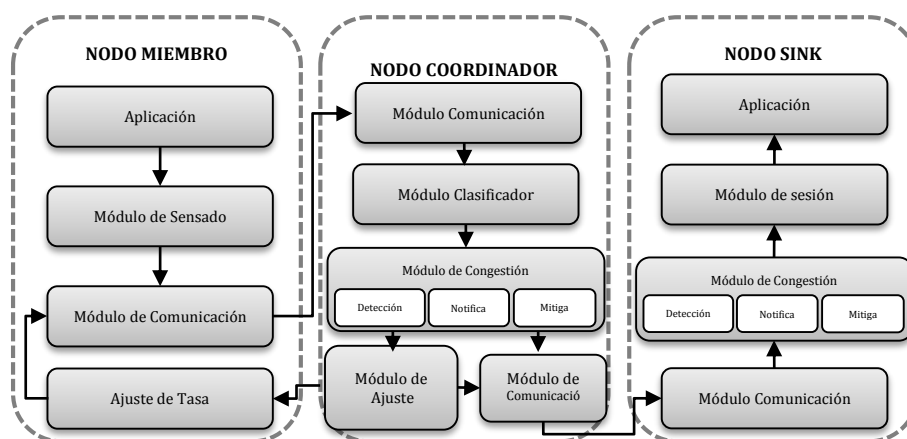 NODO MIEMBRO
Aplicación
Módulo de Sensado
Módulo de Comunicación
Ajuste de Tasa
NODO COORDINADOR
Módulo Comunicación
Módulo Clasificador
Módulo de Congestión
Detección
Notifica
Mitiga
Módulo de
Ajuste
Módulo de
Comunicació
NODO SINK
Aplicación
Módulo de sesión
Módulo de Congestión
Detección
Notifica
Mitiga
Módulo Comunicación